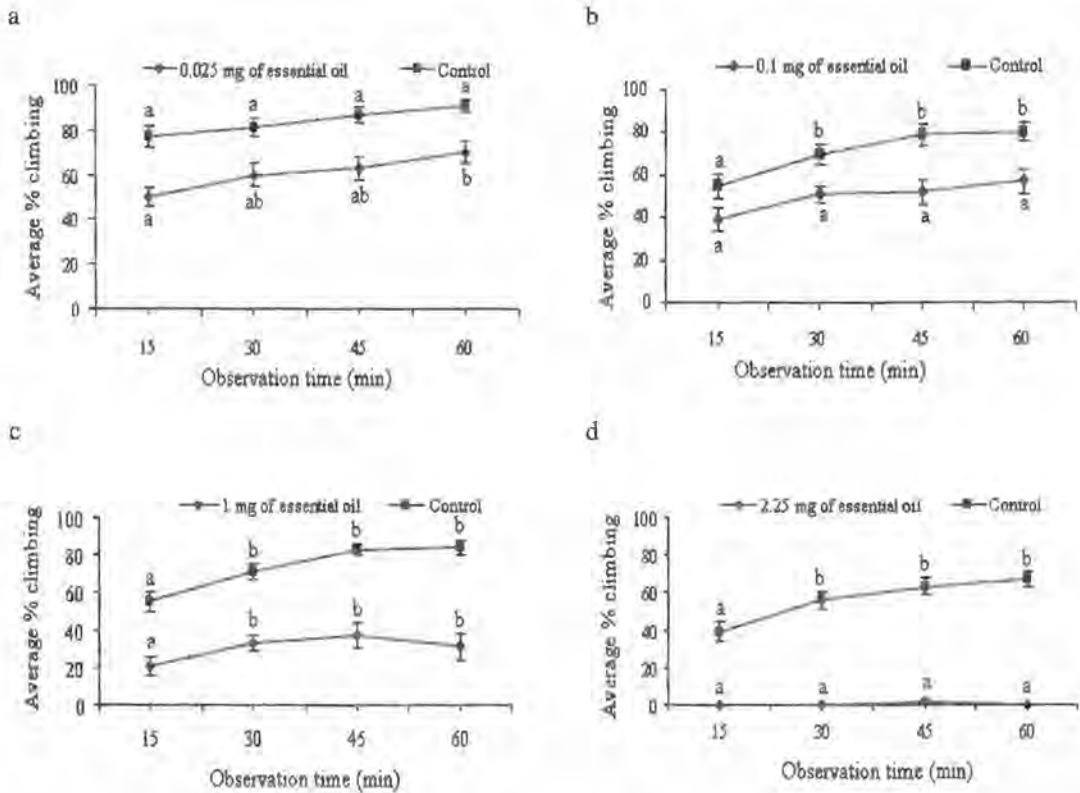 a
0.025 mg of essential oil Control
Average % climbing
100
80
60
40
20
0
a a a a
a ab ab b
15 30 45 60
Observation time (min)
b
0.1 mg of essential oil Control
Average % climbing
100
80
60
40
20
0
a b b b
a a a a
15 30 45 60
Observation time (min)
c
1 mg of essential oil Control
Average % climbing
100
80
60
40
20
0
a b b b
a b b b
15 30 45 60
Observation time (min)
d
2.25 mg of essential oil Control
Average % climbing
100
80
60
40
20
0
a b b b
a a a a
15 30 45 60
Observation time (min)